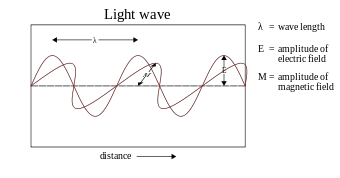 Light wave
λ
M
E
distance
λ = wave length
E = amplitude of
electric field
M = amplitude of
magnetic field